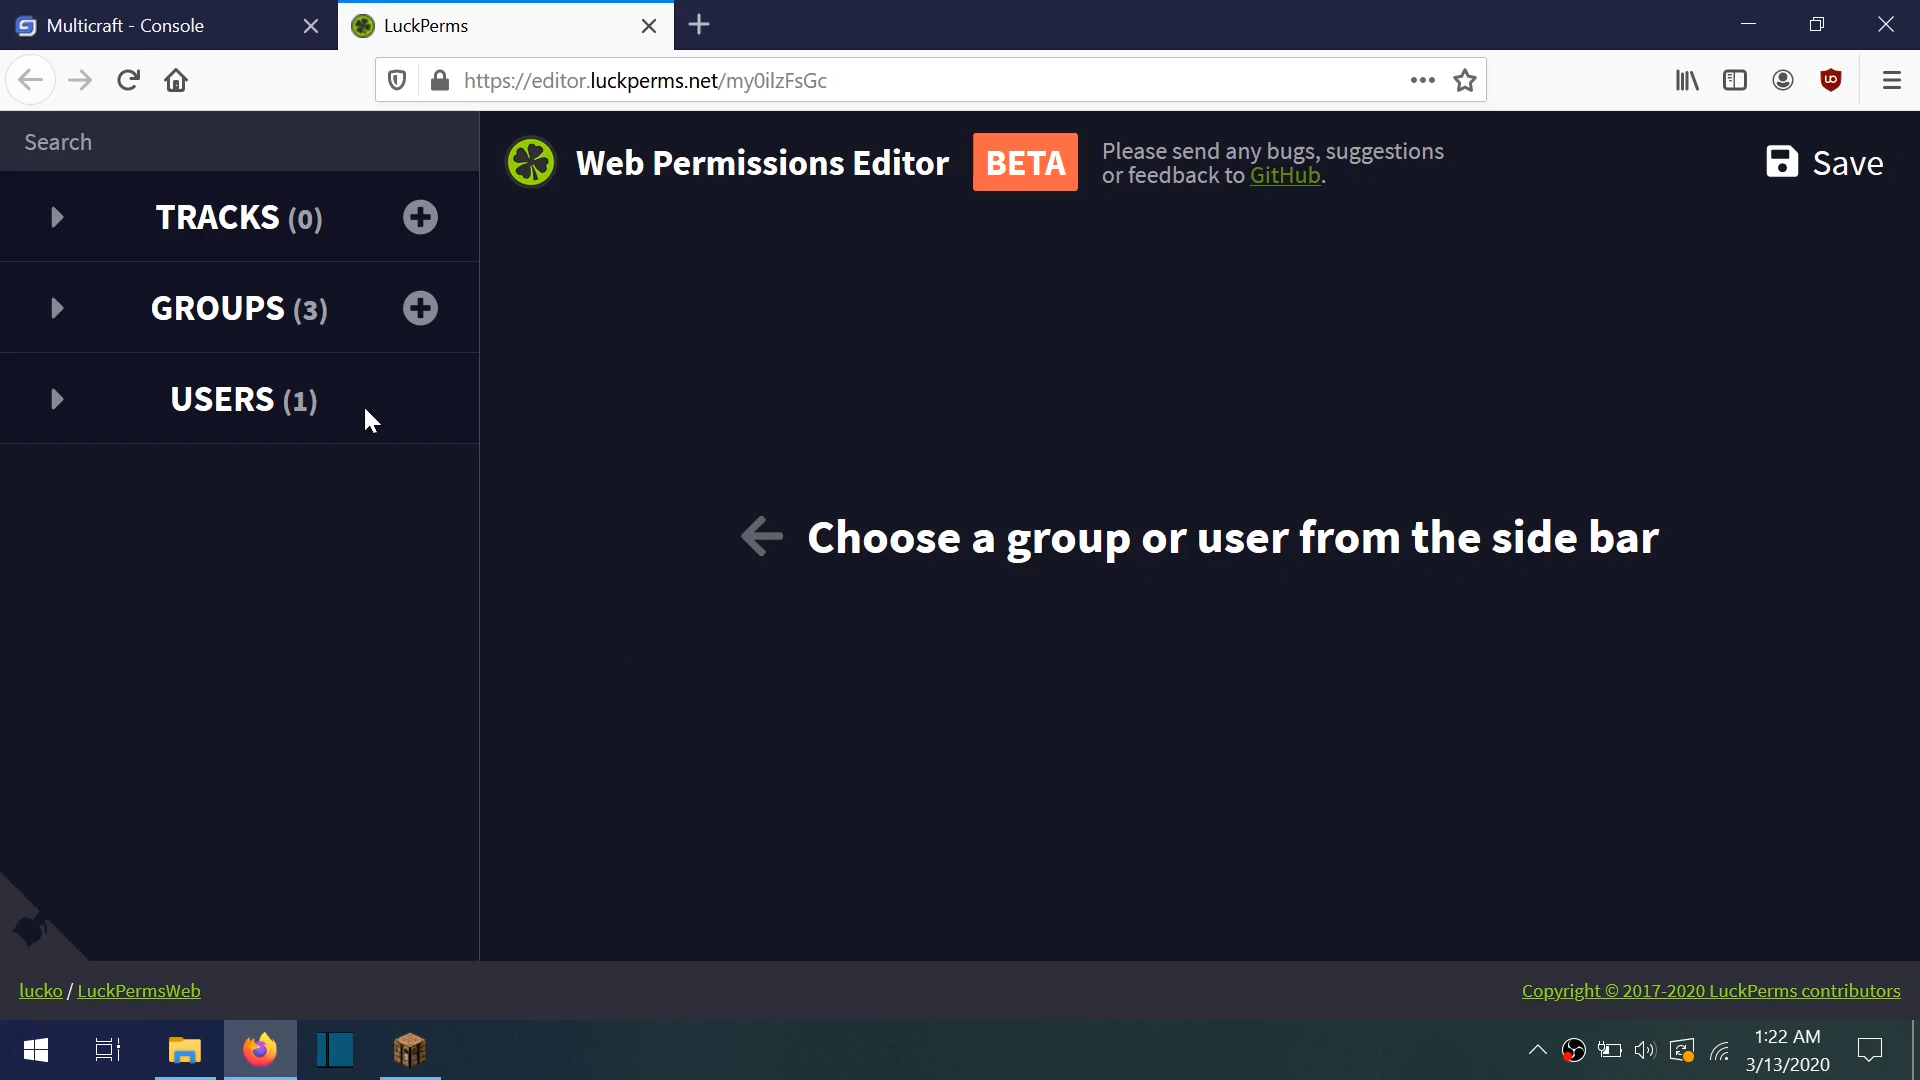 Multicraft - Console
LuckPerms
https://editor.luckperms.net/my0ilzFsGc
Search
Web Permissions Editor
BETA
Please send any bugs, suggestions
or feedback to GitHub.
Save
TRACKS (0)
GROUPS (3)
USERS (1)
Choose a group or user from the side bar
lucko / LuckPermsWeb
Copyright © 2017-2020 LuckPerms contributors
1:22 AM
3/13/2020